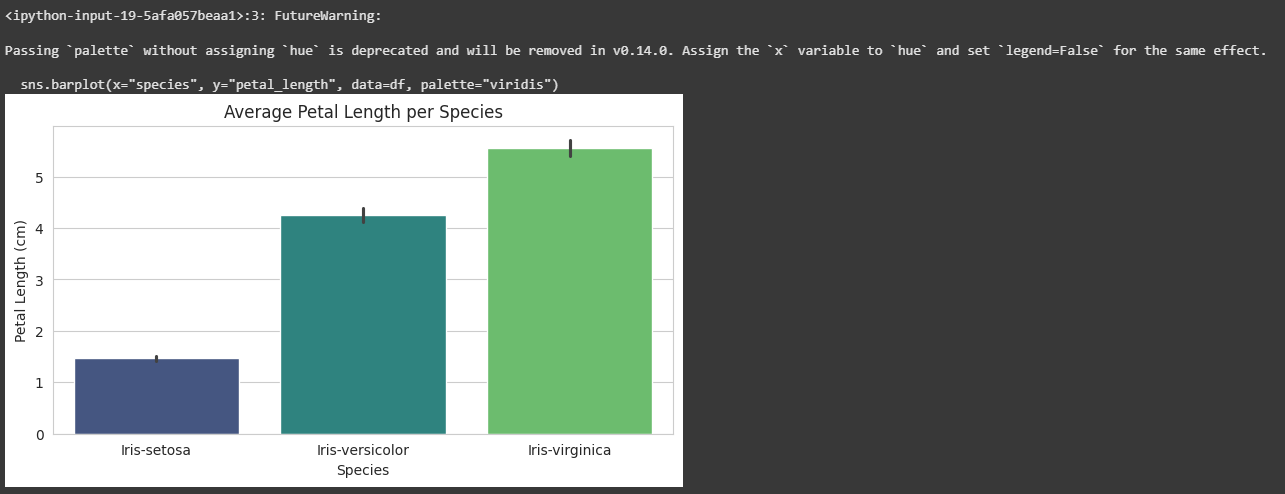 <ipython-input-19-5afa057beaa1>:3: FutureWarning:
Passing `palette` without assigning `hue` is deprecated and will be removed in v0.14.0. Assign the `x` variable to `hue` and set `legend=False` for the same effect.
  sns.barplot(x="species", y="petal_length", data=df, palette="viridis")
Average Petal Length per Species
Petal Length (cm)
5
4
3
2
1
0
Iris-setosa Iris-versicolor Iris-virginica
Species